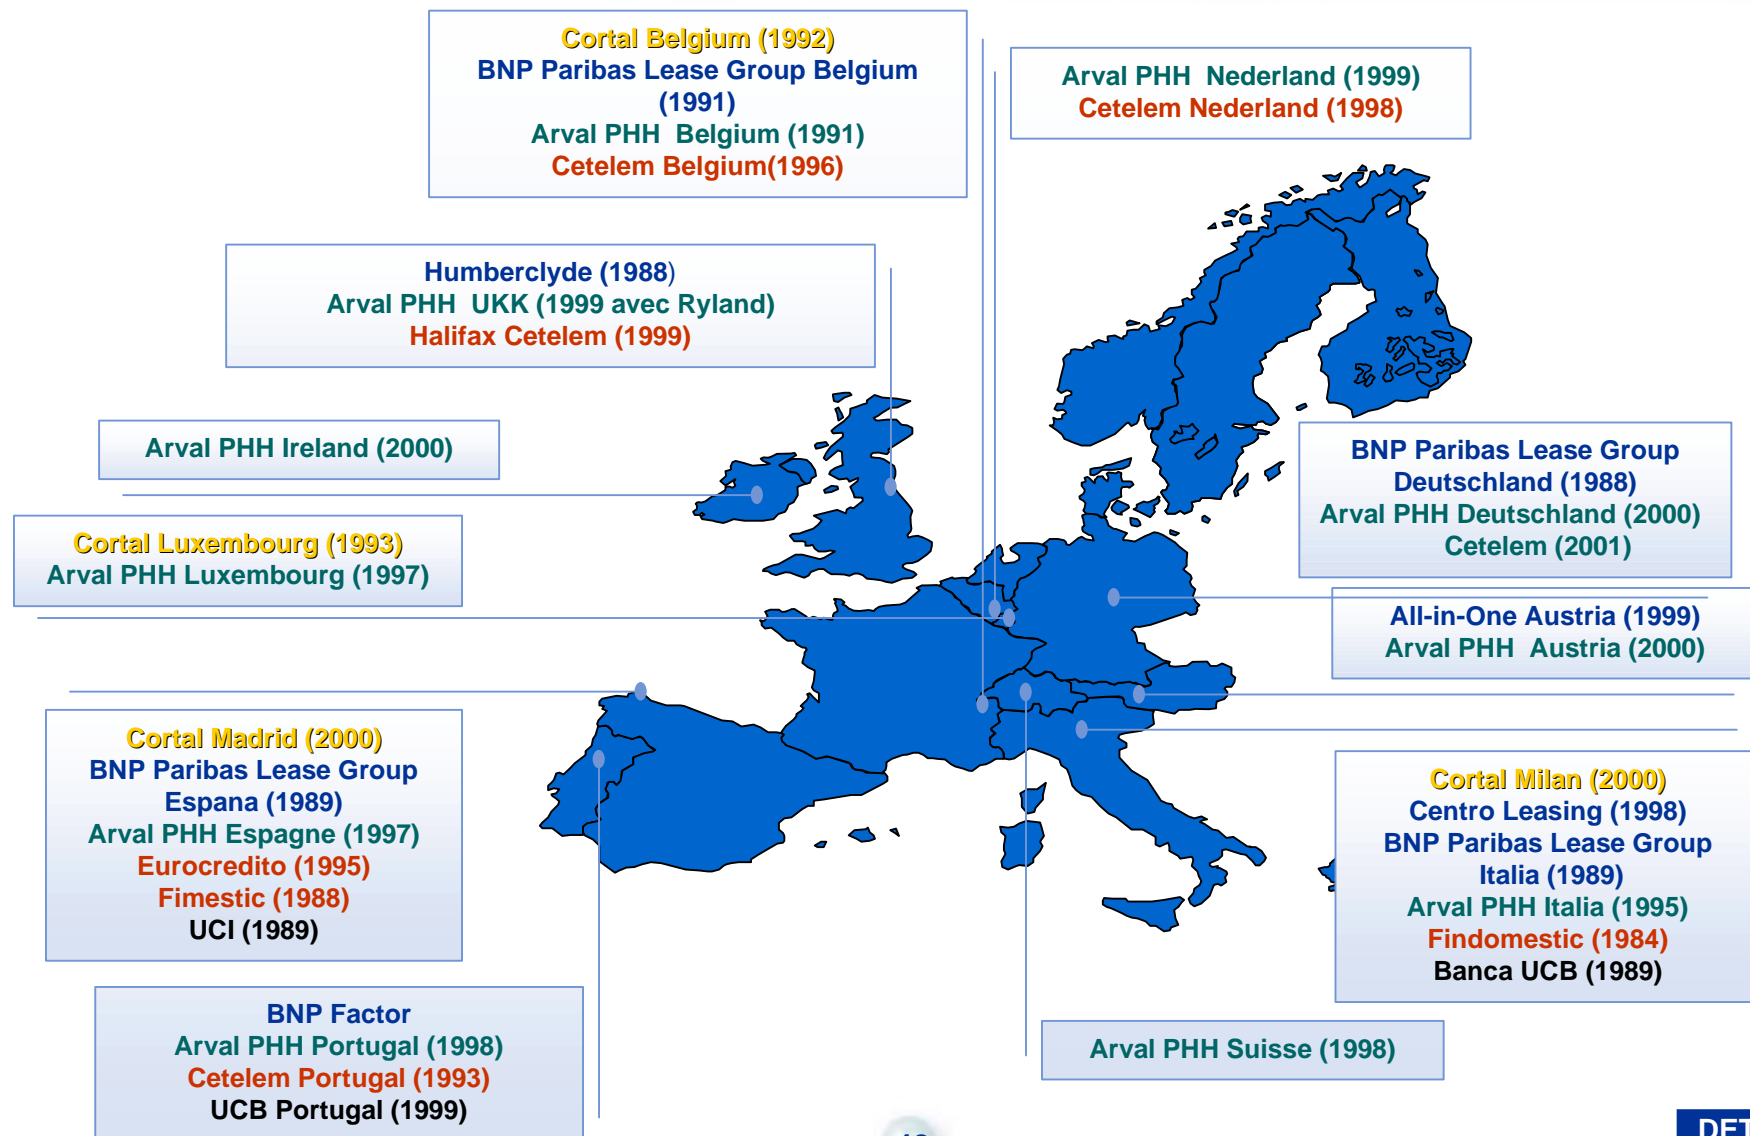 Cortal Belgium (1992)
BNP Paribas Lease Group Belgium
(1991)
Arval PHH  Belgium (1991)
Cetelem Belgium(1996)
Arval PHH  Nederland (1999)
Cetelem Nederland (1998)
Humberclyde (1988)
Arval PHH  UKK (1999 avec Ryland)
Halifax Cetelem (1999)
Arval PHH Ireland (2000)
BNP Paribas Lease Group
Deutschland (1988)
Arval PHH Deutschland (2000)
Cetelem (2001)
Cortal Luxembourg (1993)
Arval PHH Luxembourg (1997)
All-in-One Austria (1999)
Arval PHH  Austria (2000)
Cortal Madrid (2000)
BNP Paribas Lease Group
Espana (1989)
Arval PHH Espagne (1997)
Eurocredito (1995)
Fimestic (1988)
UCI (1989)
Cortal Milan (2000)
Centro Leasing (1998)
BNP Paribas Lease Group
Italia (1989)
Arval PHH Italia (1995)
Findomestic (1984)
Banca UCB (1989)
BNP Factor
Arval PHH Portugal (1998)
Cetelem Portugal (1993)
UCB Portugal (1999)
Arval PHH Suisse (1998)